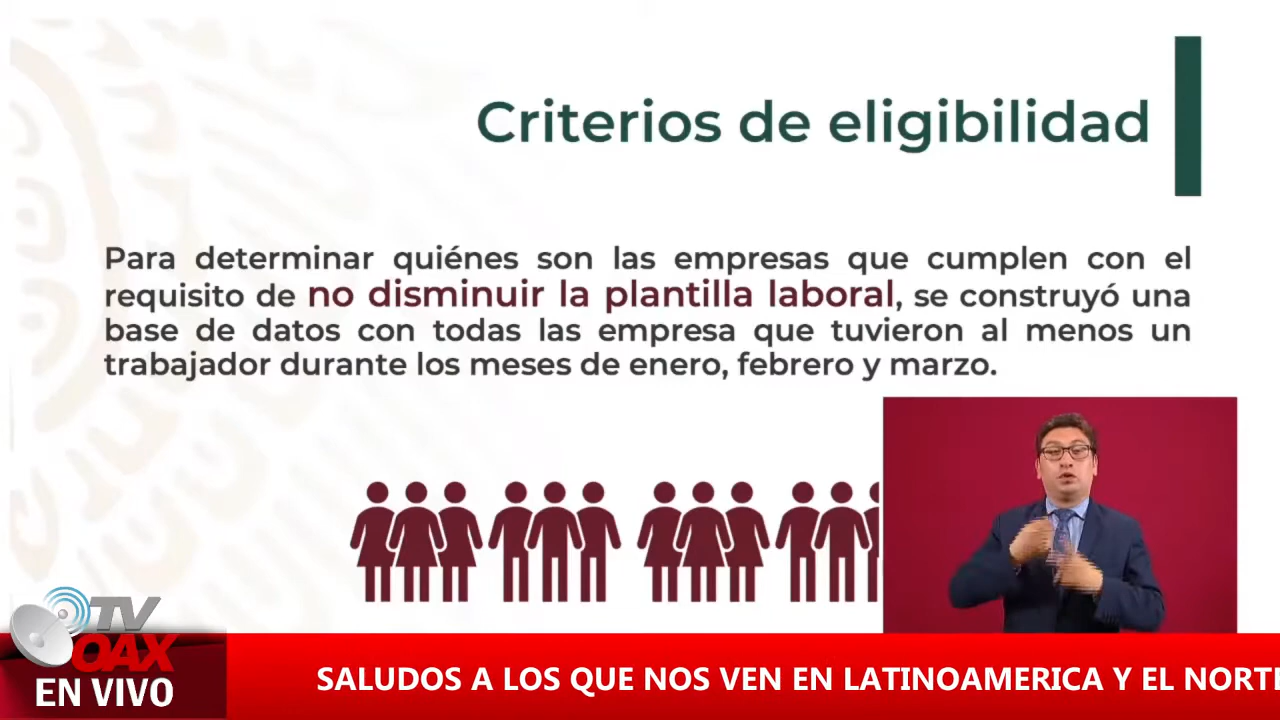 Criterios de eligibilidad
Para determinar quiénes son las empresas que cumplen con el
requisito de no disminuir la plantilla laboral, se construyó una
base de datos con todas las empresa que tuvieron al menos un
trabajador durante los meses de enero, febrero y marzo.
TV
OAX
EN VIVO
SALUDOS A LOS QUE NOS VEN EN LATINOAMERICA Y EL NORTE